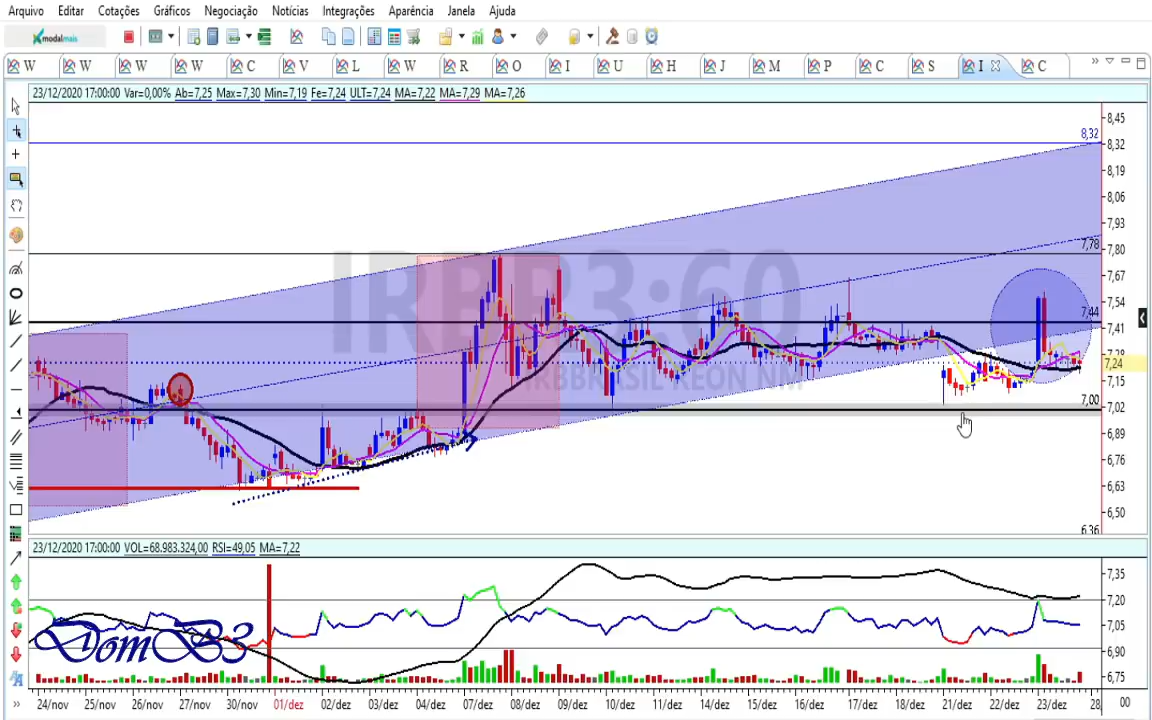 Arquivo Editar Cotações Gráficos Negociação Notícias Integrações Aparência Janela Ajuda
modalmais
W W W W C V L W R O I U H J M P C S I C
23/12/2020 17:00:00 Var=0,00% Ab=7,25 Max=7,30 Min=7,19 Fe=7,24 ULT=7,24 MA=7,22 MA=7,29 MA=7,26
8,45
8,32
8,32
8,19
8,06
7,93
7,78
7,80
7,67
7,54
7,44
7,41
7,24
7,15
7,00
7,02
6,89
6,76
6,63
6,50
6,36
IRBR3:60
IRBBRASIL REON NM
23/12/2020 17:00:00 VOL=68.983.324,00 RSI=49,05 MA=7,22
7,35
7,20
7,05
6,90
6,75
DomB3
24/nov 25/nov 26/nov 27/nov 30/nov 01/dez 02/dez 03/dez 04/dez 07/dez 08/dez 09/dez 10/dez 11/dez 14/dez 15/dez 16/dez 17/dez 18/dez 21/dez 22/dez 23/dez 28 00